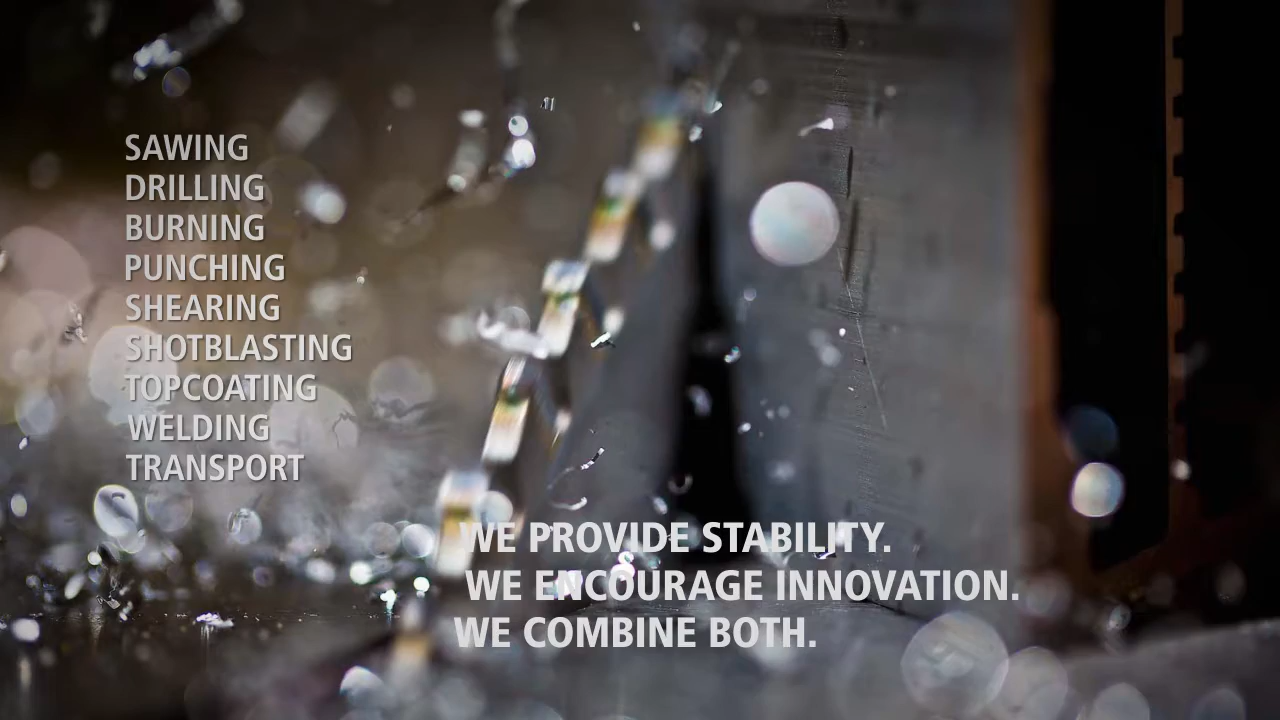 SAWING
DRILLING
BURNING
PUNCHING
SHEARING
SHOTBLASTING
TOPCOATING
WELDING
TRANSPORT
WE PROVIDE STABILITY.
WE ENCOURAGE INNOVATION.
WE COMBINE BOTH.